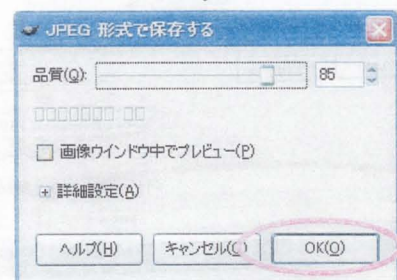 JPEG 形式で保存する
品質(Q): 85
画像ウインドウ中でプレビュー(P)
詳細設定(A)
ヘルプ(H) キャンセル( OK(O)